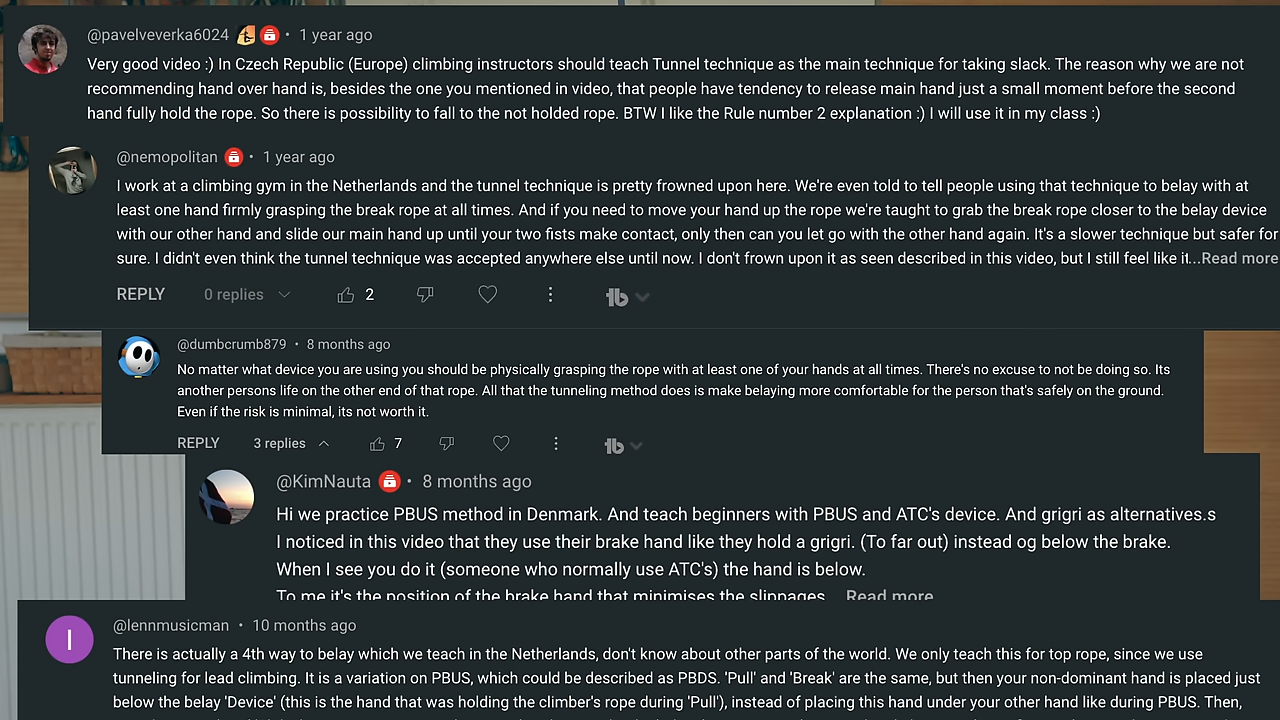 @pavelveverka6024 • 1 year ago
Very good video :) In Czech Republic (Europe) climbing instructors should teach Tunnel technique as the main technique for taking slack. The reason why we are not
recommending hand over hand is, besides the one you mentioned in video, that people have tendency to release main hand just a small moment before the second
hand fully hold the rope. So there is possibility to fall to the not holded rope. BTW I like the Rule number 2 explanation :) I will use it in my class :)
@nemopolitan • 1 year ago
I work at a climbing gym in the Netherlands and the tunnel technique is pretty frowned upon here. We're even told to tell people using that technique to belay with at
least one hand firmly grasping the break rope at all times. And if you need to move your hand up the rope we're taught to grab the break rope closer to the belay device
with our other hand and slide our main hand up until your two fists make contact, only then can you let go with the other hand again. It's a slower technique but safer for
sure. I didn't even think the tunnel technique was accepted anywhere else until now. I don't frown upon it as seen described in this video, but I still feel like it...Read more
REPLY 0 replies 2
@dumbcrumb879 • 8 months ago
No matter what device you are using you should be physically grasping the rope with at least one of your hands at all times. There's no excuse to not be doing so. Its
another persons life on the other end of that rope. All that the tunneling method does is make belaying more comfortable for the person that's safely on the ground.
Even if the risk is minimal, its not worth it.
REPLY 3 replies 7
@KimNauta • 8 months ago
Hi we practice PBUS method in Denmark. And teach beginners with PBUS and ATC's device. And grigri as alternatives.s
I noticed in this video that they use their brake hand like they hold a grigri. (To far out) instead og below the brake.
When I see you do it (someone who normally use ATC's) the hand is below.
To me it's the position of the brake hand that minimises the slippages... Read more
I
@lennmusicman • 10 months ago
There is actually a 4th way to belay which we teach in the Netherlands, don't know about other parts of the world. We only teach this for top rope, since we use
tunneling for lead climbing. It is a variation on PBUS, which could be described as PBDS. 'Pull' and 'Break' are the same, but then your non-dominant hand is placed just
below the belay 'Device' (this is the hand that was holding the climber's rope during 'Pull'), instead of placing this hand under your other hand like during PBUS. Then,